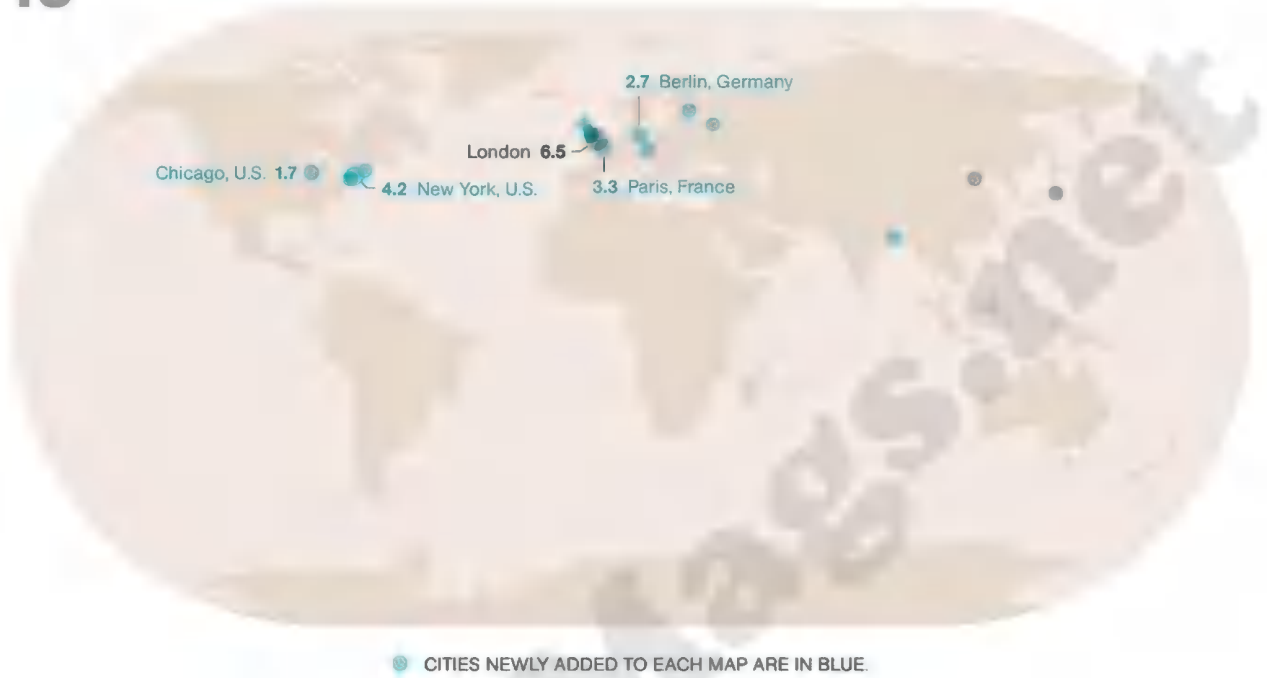 2.7 Berlin, Germany
London 6.5
Chicago, U.S. 1.7
4.2 New York, U.S.
3.3 Paris, France
CITIES NEWLY ADDED TO EACH MAP ARE IN BLUE.